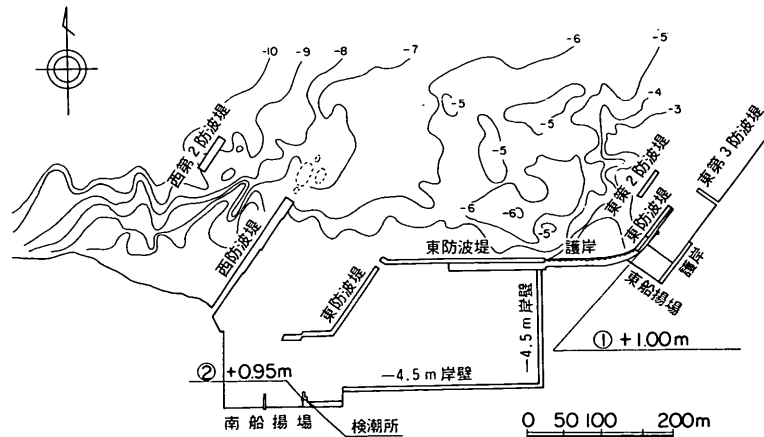 -10
-9
-8
-7
-6
-5
-4
-3
-5
-5
-5
-5
-6
-6
-5
西第2防波堤
西防波堤
東防波堤
東防波堤
護岸
東第2防波堤
東防波堤
東第3防波堤
護岸
東船揚場
-4.5m岸壁
-4.5m岸壁
① +1.00m
② +0.95m
南船揚場
検潮所
0 50 100 200m